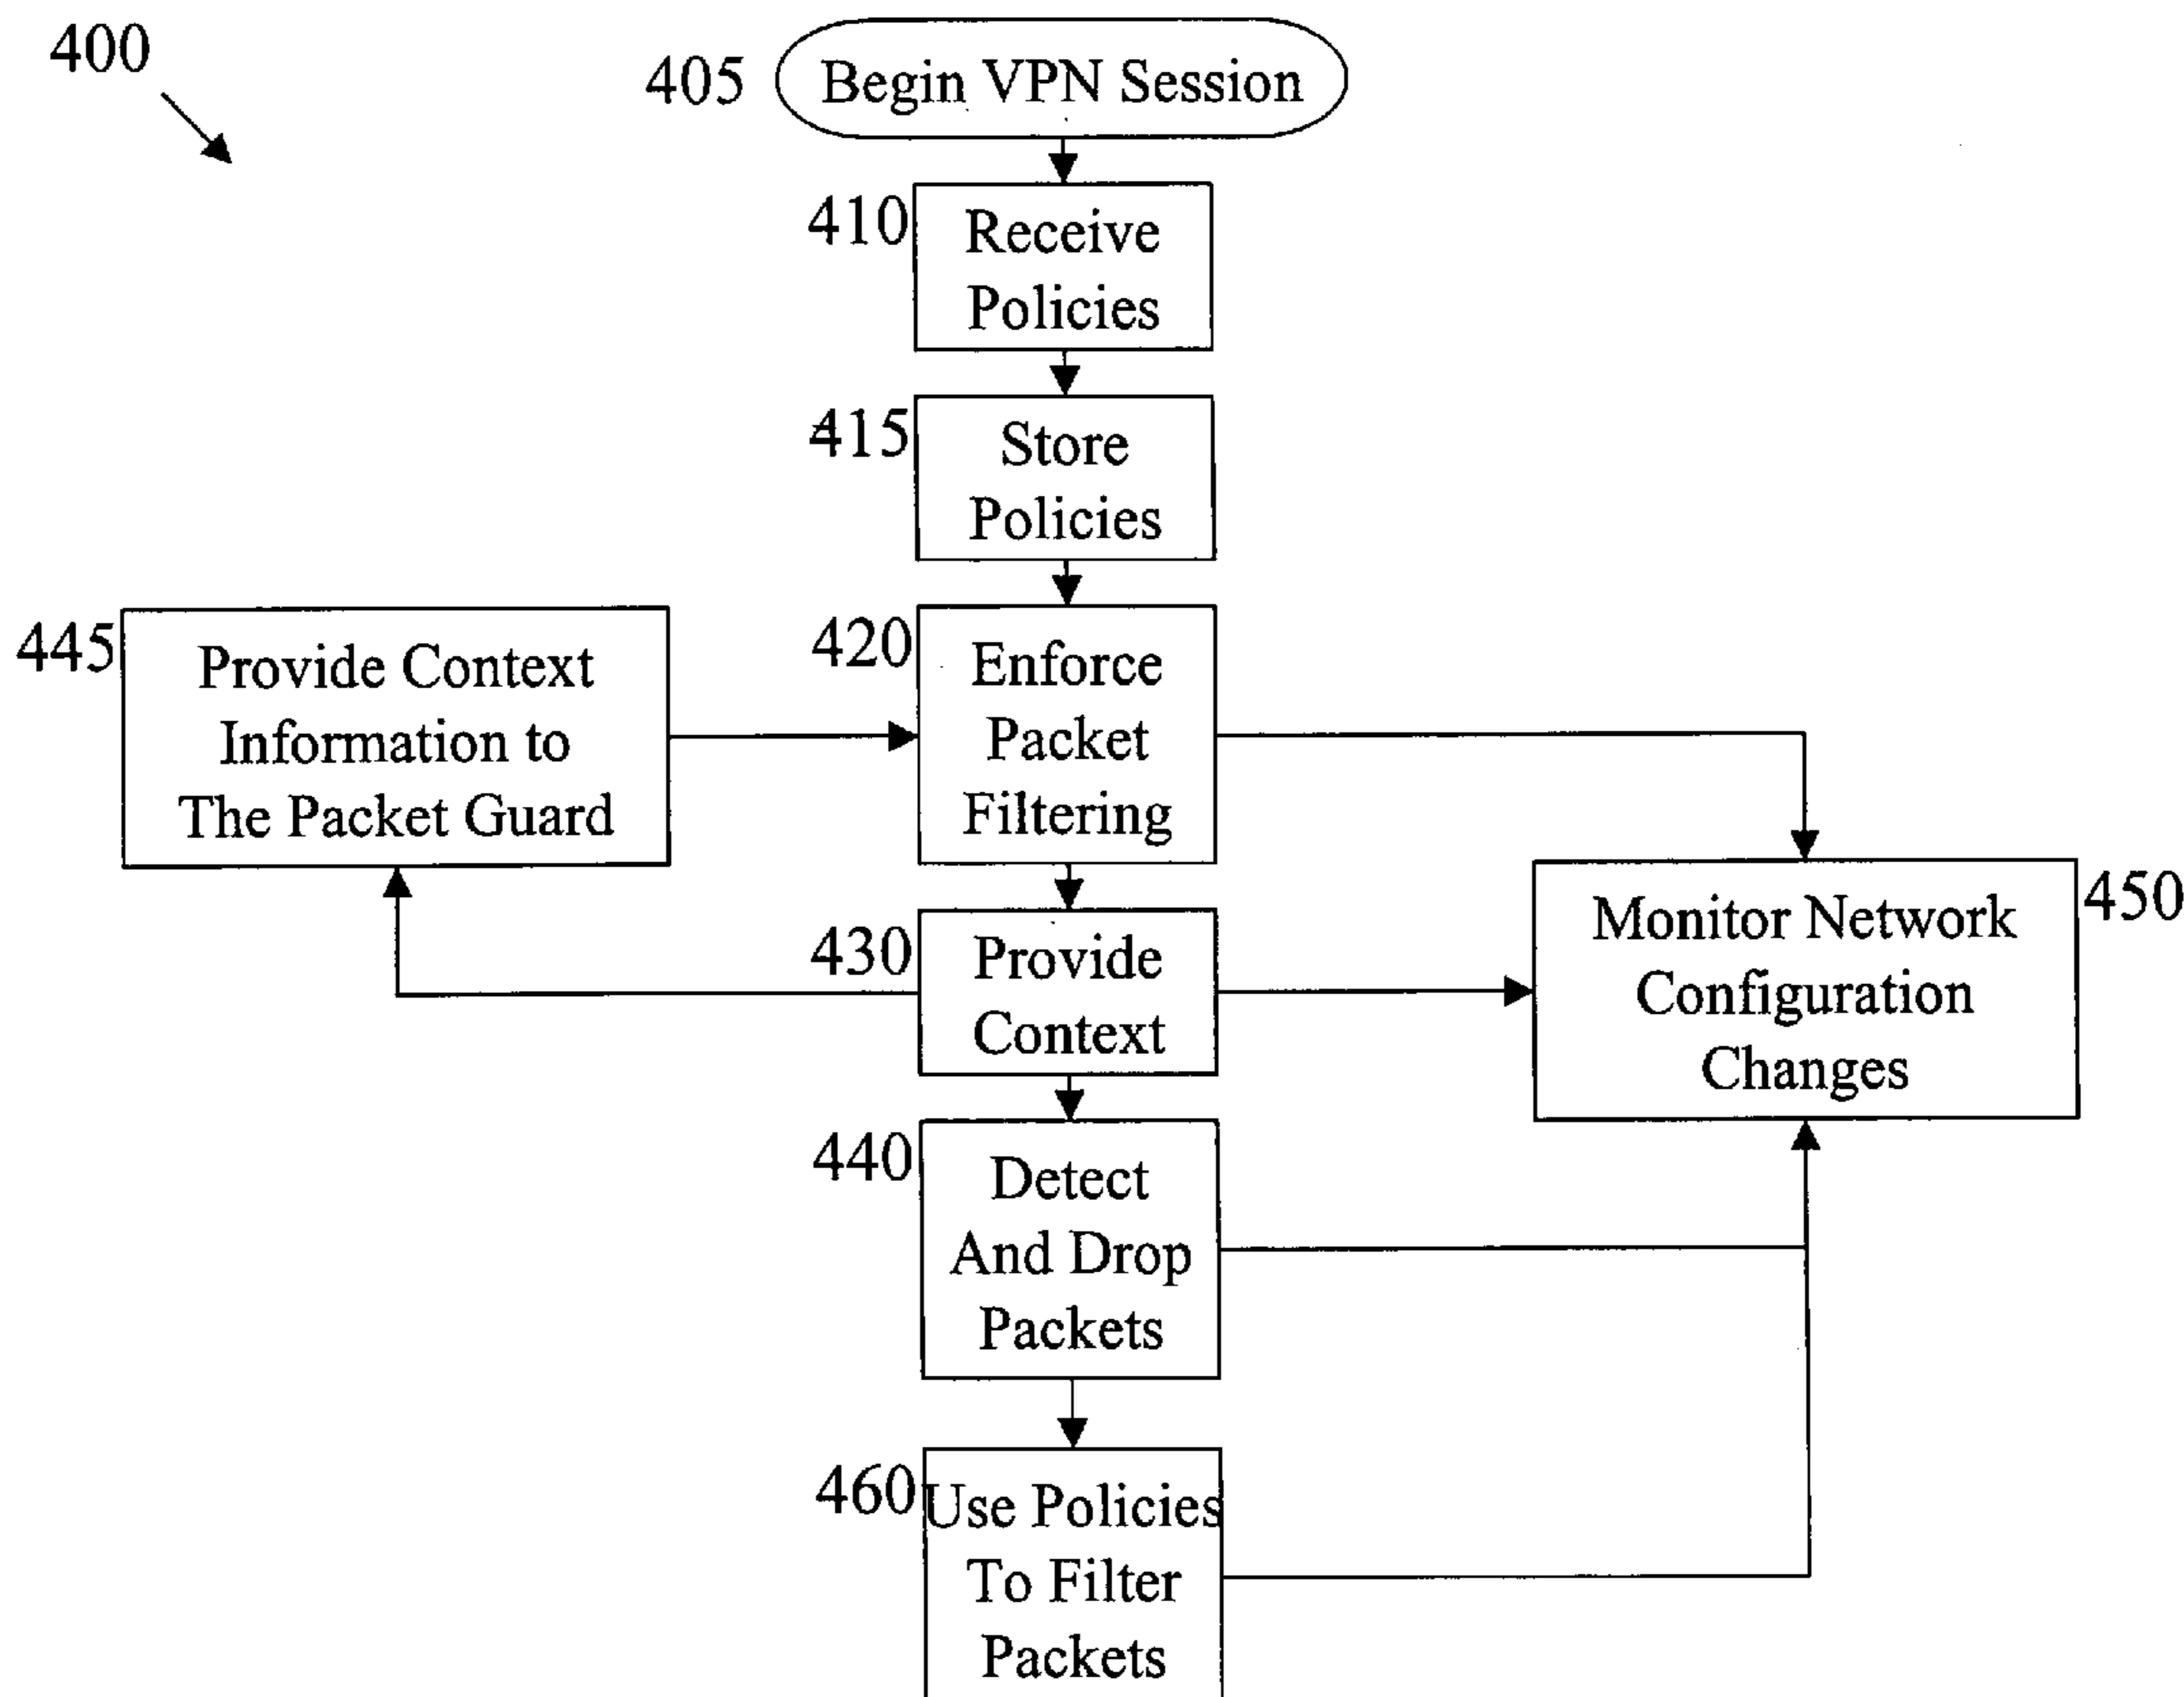 400
405
Begin VPN Session
410
Receive
Policies
415
Store
Policies
445
Provide Context
Information to
The Packet Guard
420
Enforce
Packet
Filtering
430
Provide
Context
450
Monitor Network
Configuration
Changes
440
Detect
And Drop
Packets
460
Use Policies
To Filter
Packets